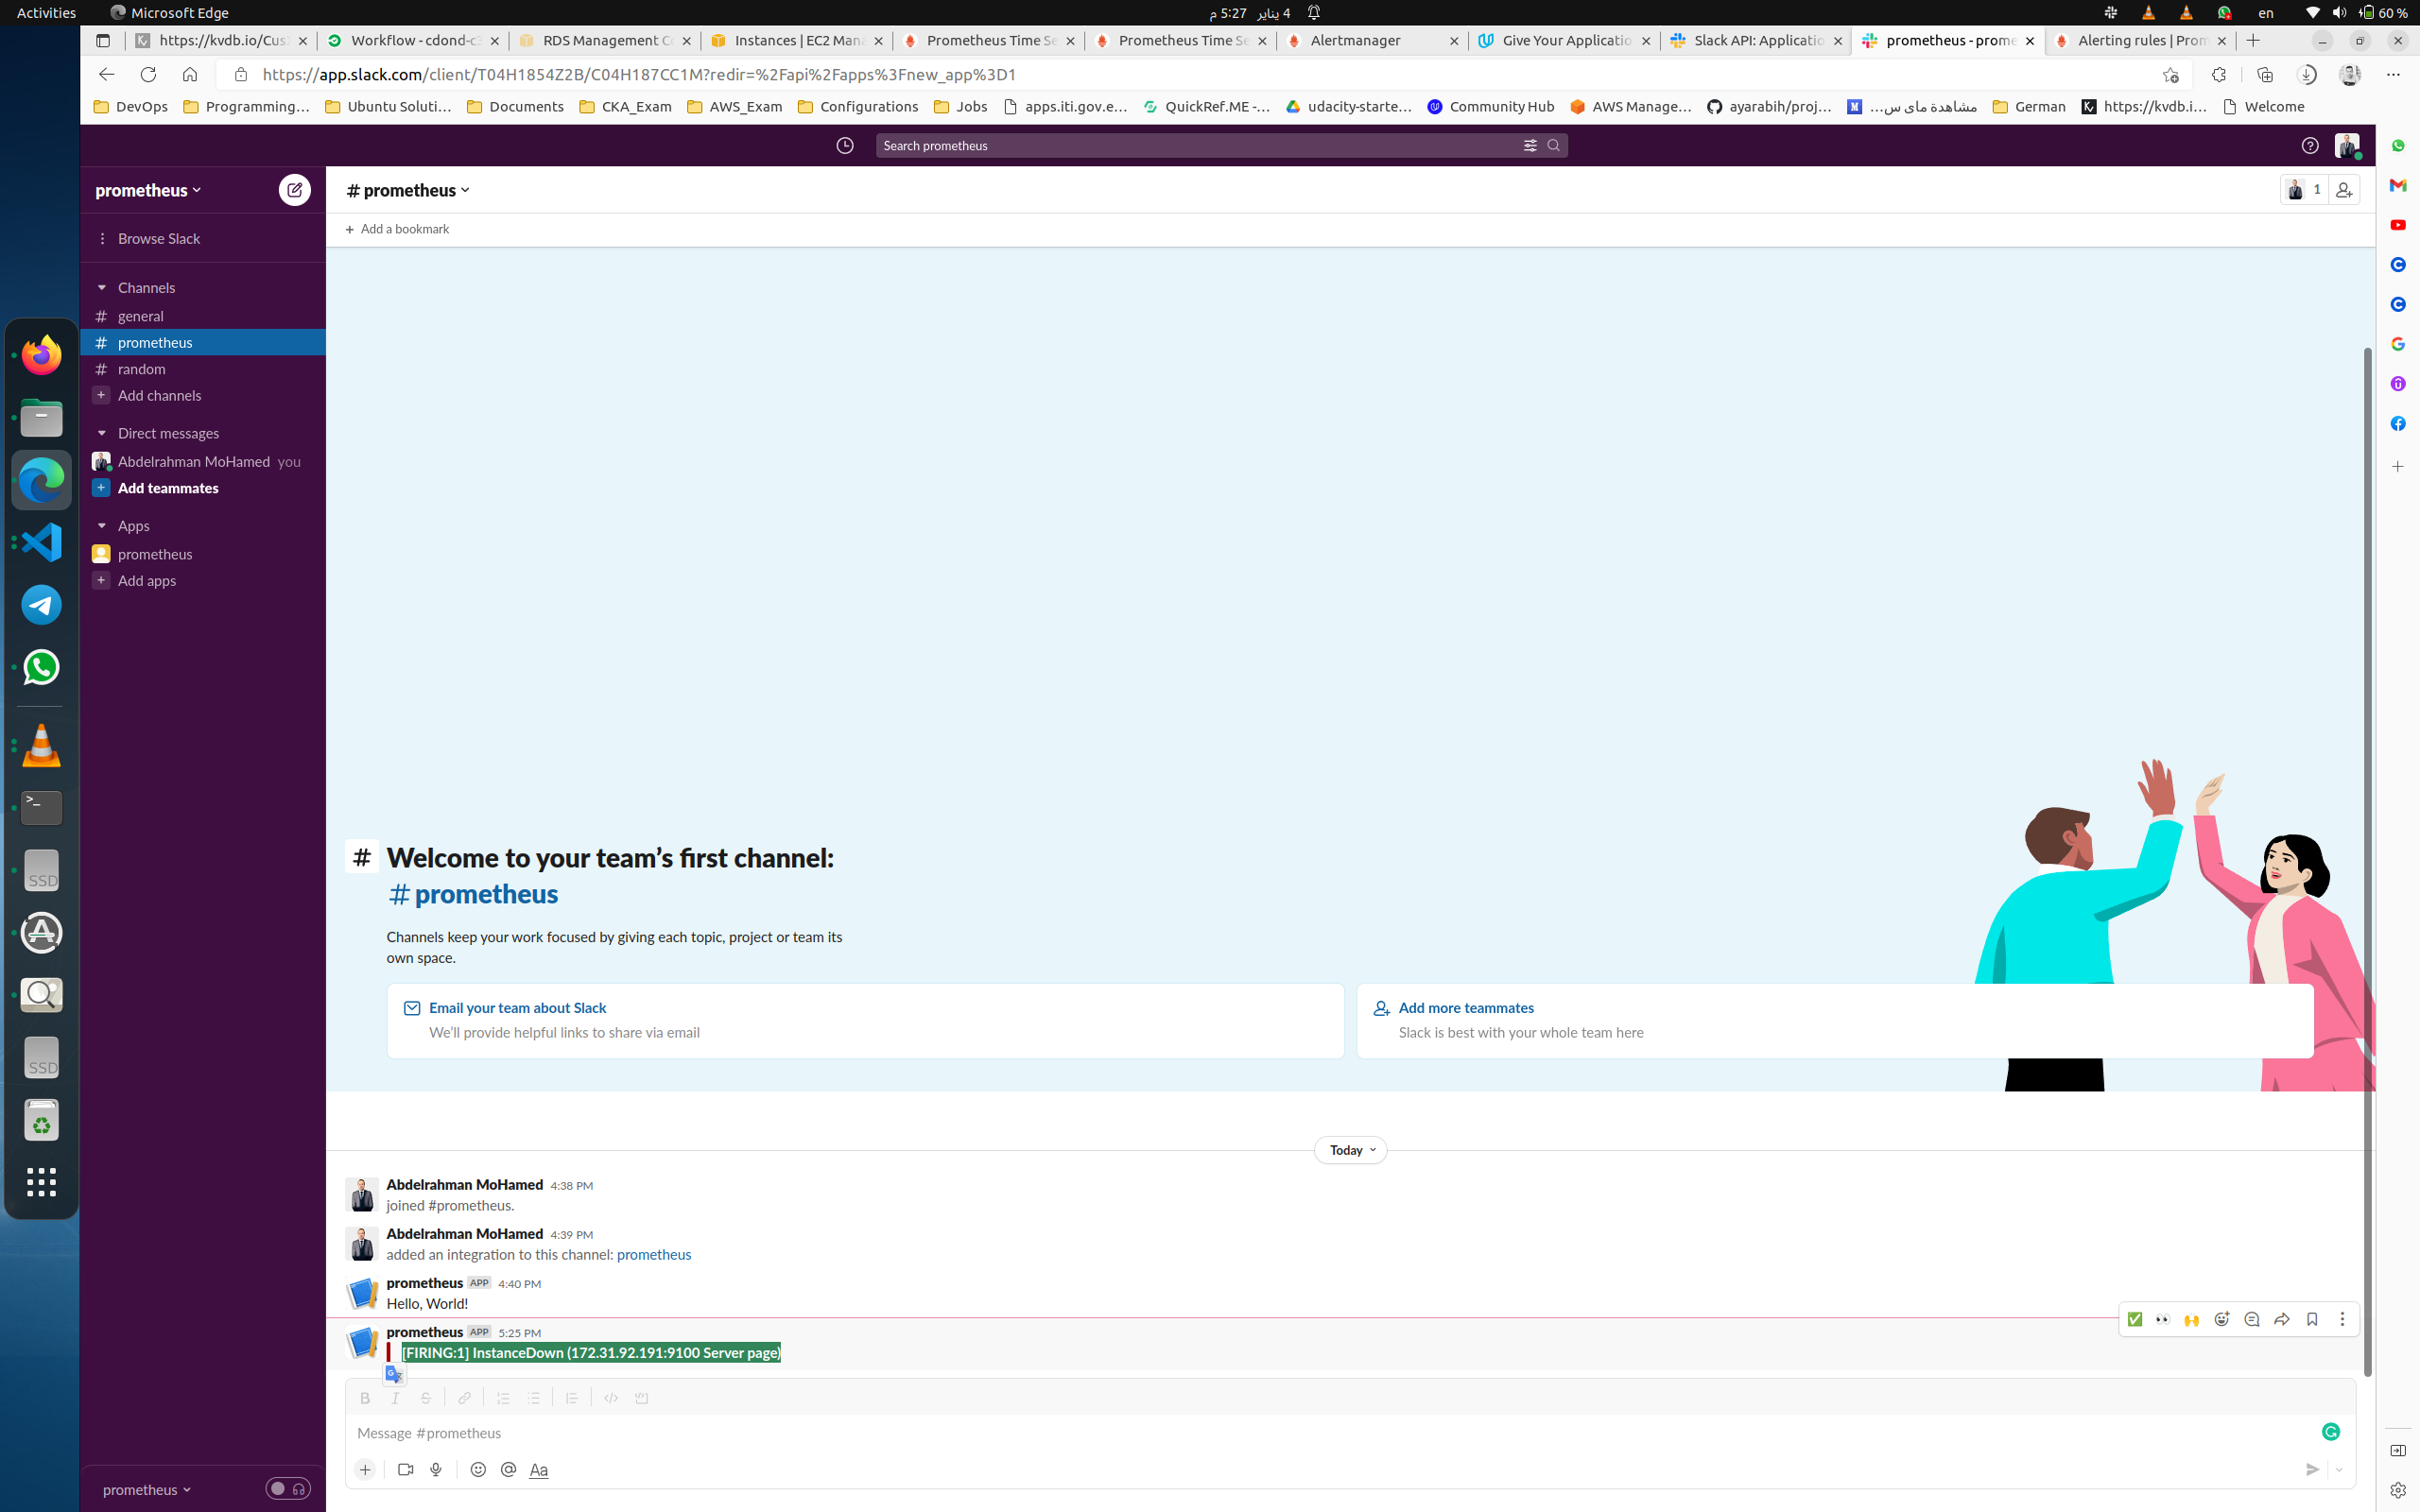 Activities
Microsoft Edge
4 يناير 5:27 م
en
60 %
https://kvdb.io/Cus
Workflow - cdond-c3
RDS Management Co
Instances | EC2 Mana
Prometheus Time Se
Prometheus Time Se
Alertmanager
Give Your Applicatio
Slack API: Applicatio
prometheus - prome
Alerting rules | Prom
https://app.slack.com/client/T04H1854Z2B/C04H187CC1M?redir=%2Fapi%2Fapps%3Fnew_app%3D1
DevOps
Programming...
Ubuntu Soluti...
Documents
CKA_Exam
AWS_Exam
Configurations
Jobs
apps.iti.gov.e...
QuickRef.ME -...
udacity-starte...
Community Hub
AWS Manage...
ayarabih/proj...
مشاهدة ماى س...
German
https://kvdb.i...
Welcome
Search prometheus
prometheus
# prometheus
1
Add a bookmark
Browse Slack
Channels
# general
# prometheus
# random
Add channels
Direct messages
Abdelrahman MoHamed you
Add teammates
Apps
prometheus
Add apps
# Welcome to your team’s first channel:
# prometheus
Channels keep your work focused by giving each topic, project or team its
own space.
Email your team about Slack
We’ll provide helpful links to share via email
Add more teammates
Slack is best with your whole team here
Today
Abdelrahman MoHamed 4:38 PM
joined #prometheus.
Abdelrahman MoHamed 4:39 PM
added an integration to this channel: prometheus
prometheus APP 4:40 PM
Hello, World!
prometheus APP 5:25 PM
[FIRING:1] InstanceDown (172.31.92.191:9100 Server page)
Message #prometheus
Aa
prometheus
SSD
SSD